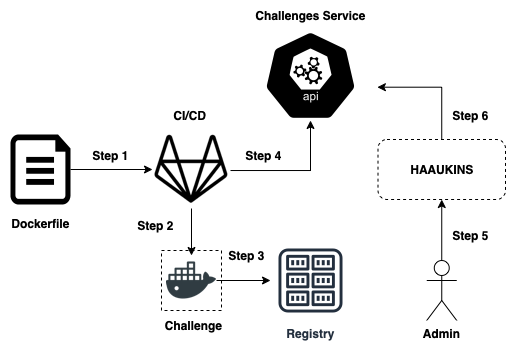 Challenges Service
api
CI/CD
Step 6
Step 1
Step 4
HAAUKINS
Dockerfile
Step 2
Step 5
Step 3
Challenge
Registry
Admin